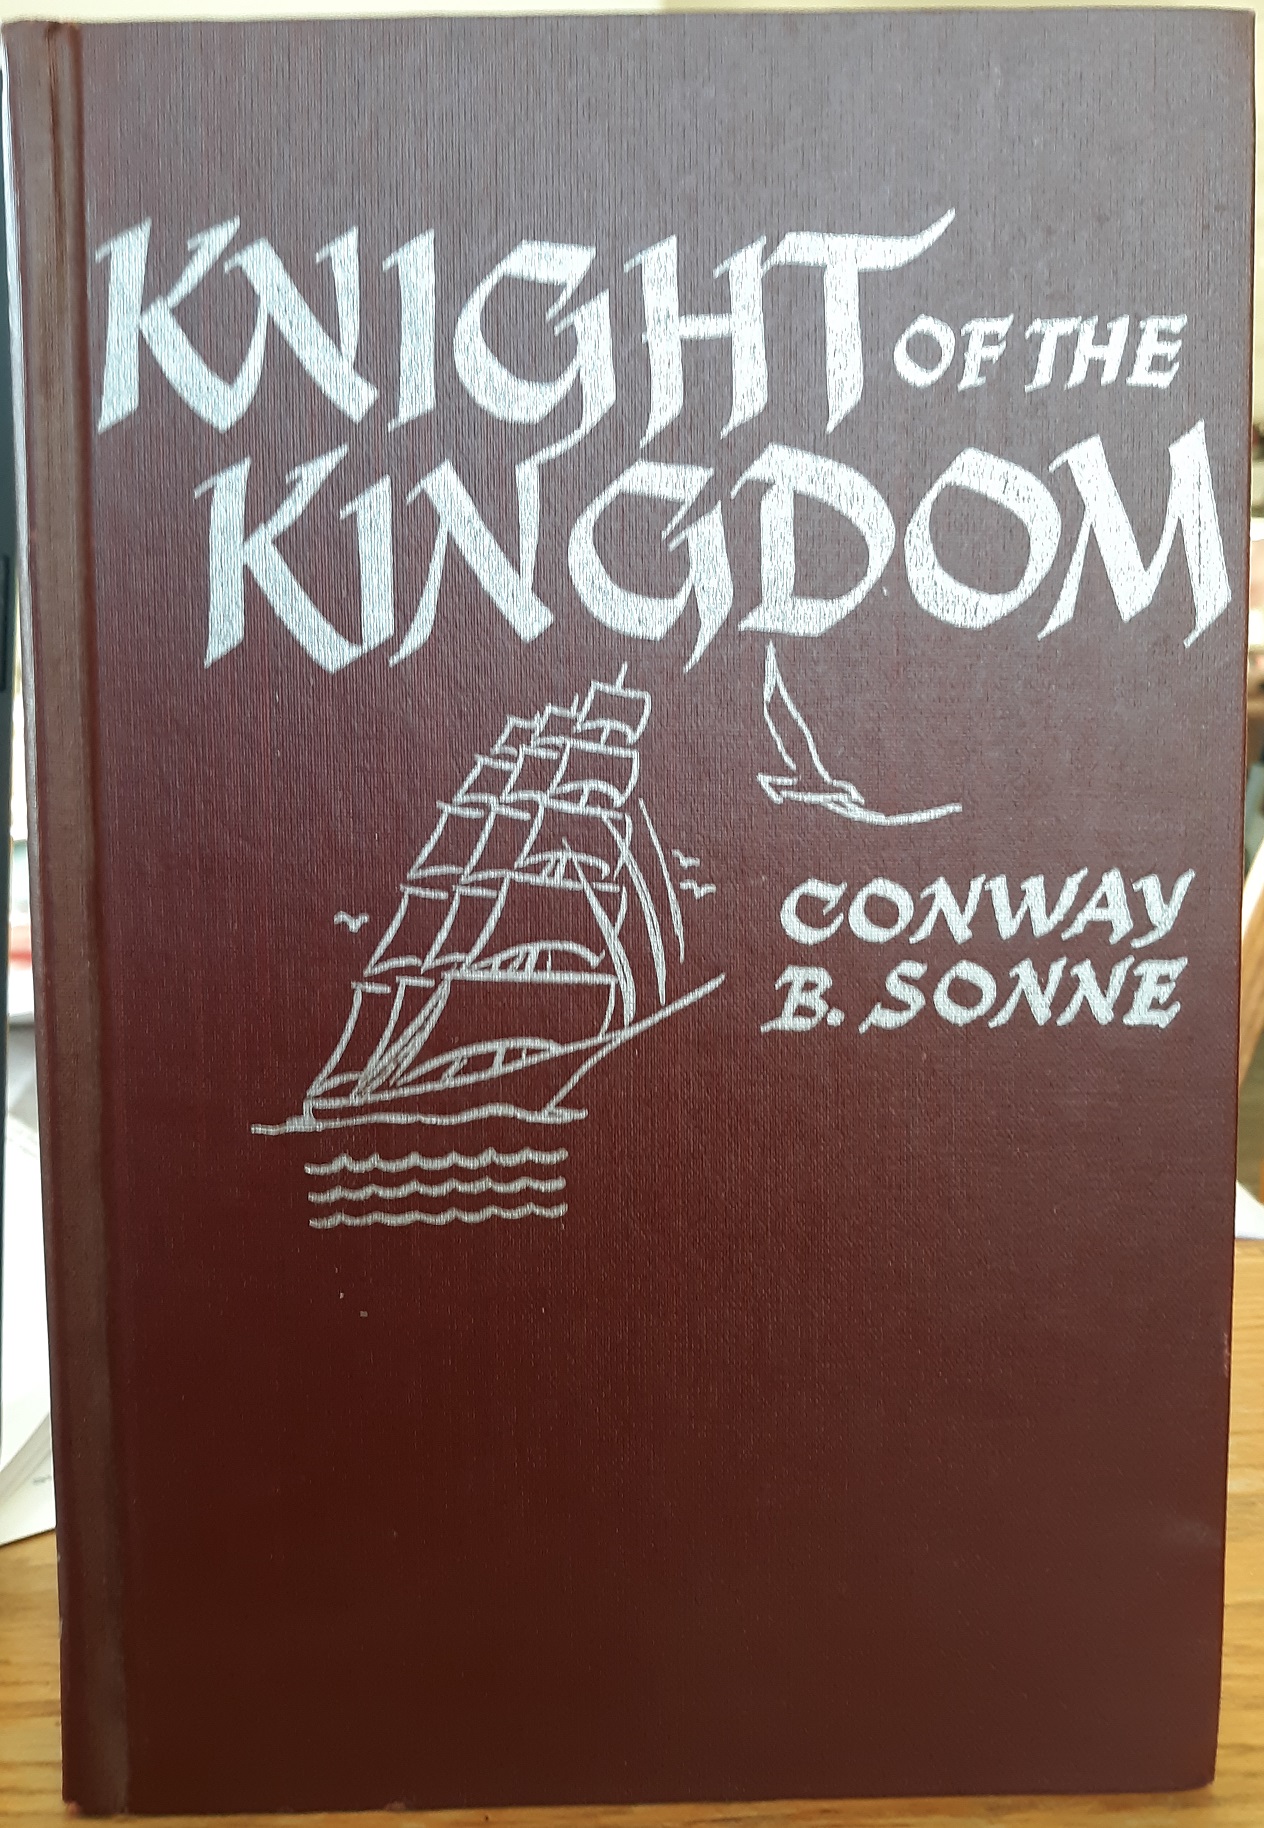 KNIGHT OF THE
KINGDOM
CONWAY
B. SONNE